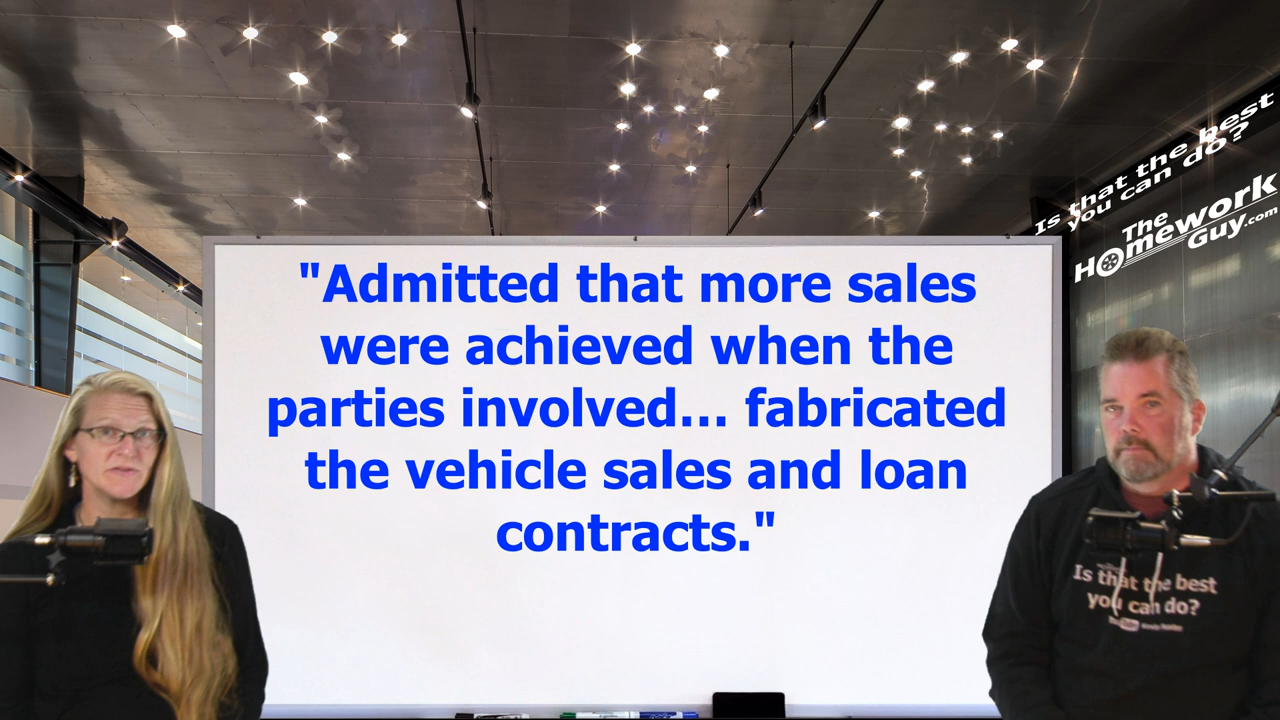 "Admitted that more sales
were achieved when the
parties involved... fabricated
the vehicle sales and loan
contracts."
Is that the best
you can do?
The
Homework
Guy.com
Is that the best
you can do?